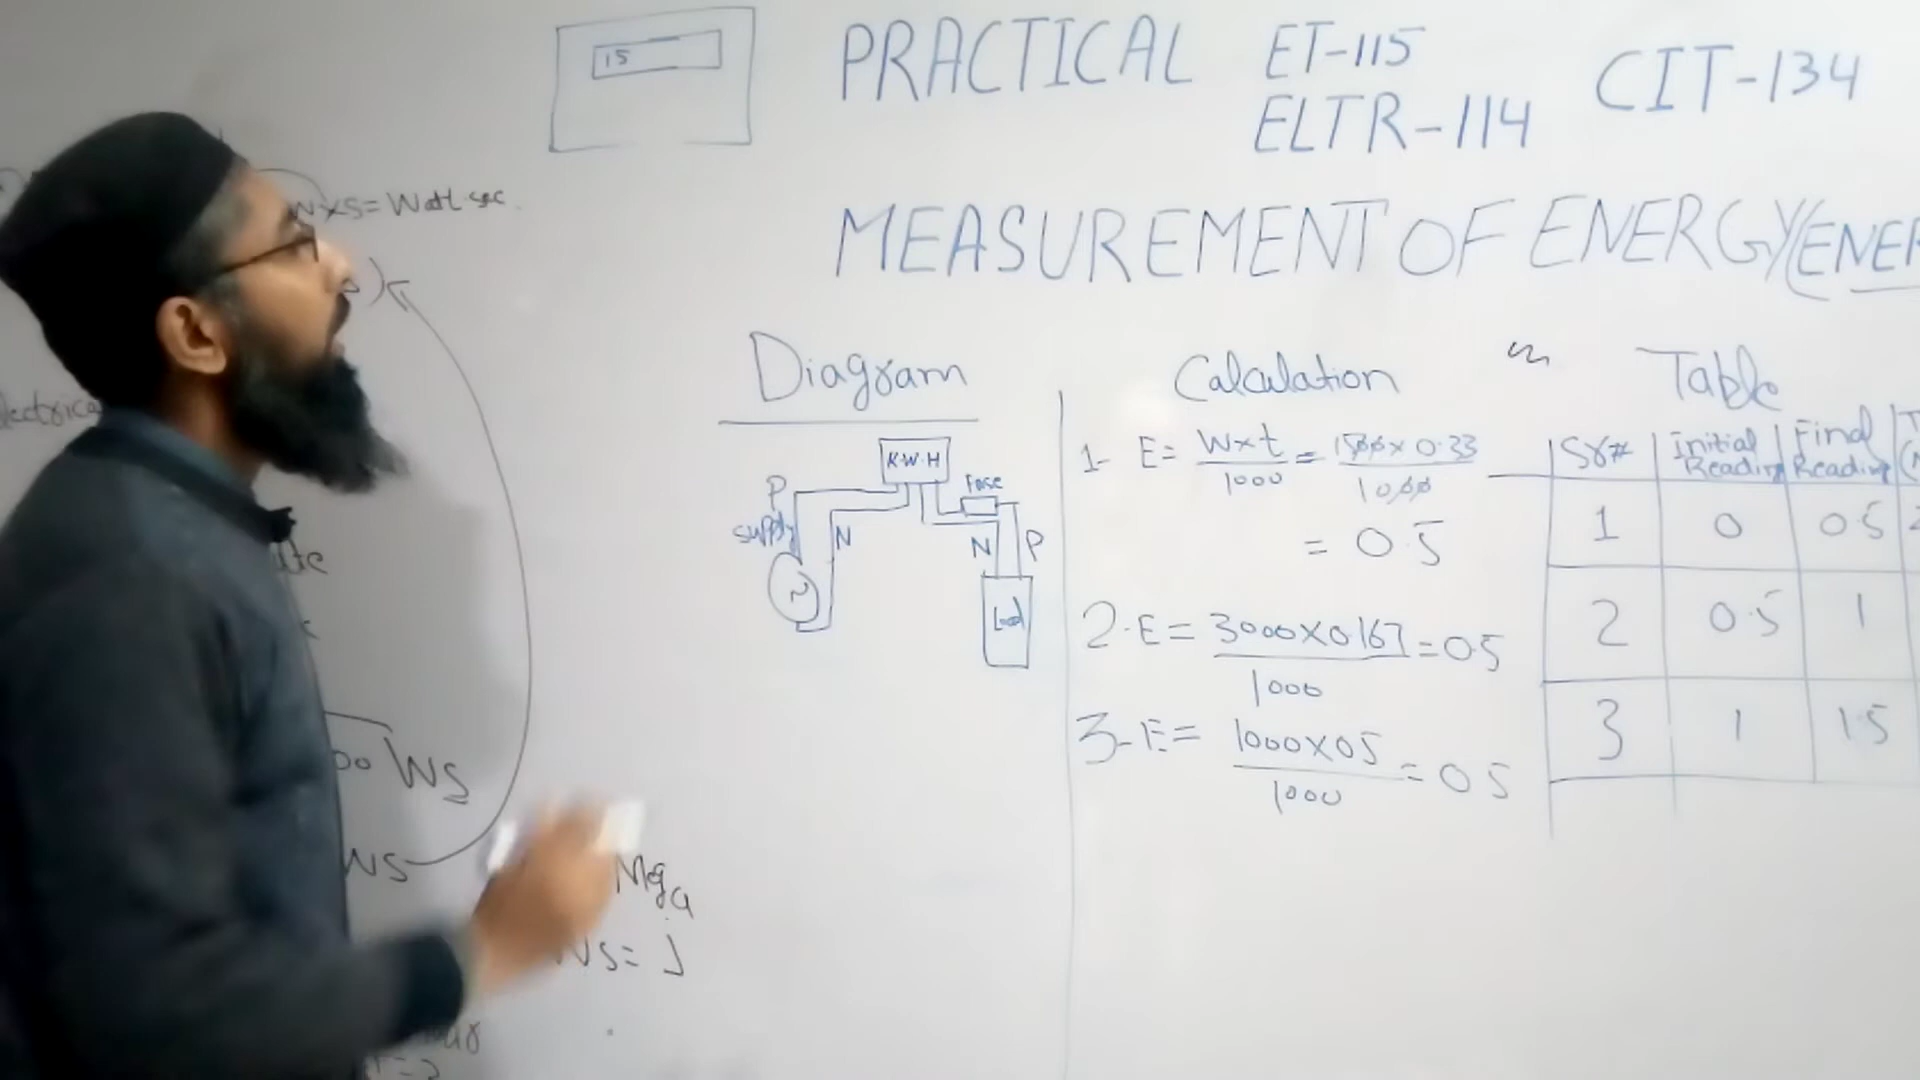 15
PRACTICAL ET-115 CIT-134
ELTR-114
W×S = Watt·sec.
MEASUREMENT OF ENERGY (ENER
Diagram
K·W·H
P
Supply
N
Fuse
N P
Load
~
Calculation
1- E = W×t / 1000 = 1500 × 0.33 / 1000
= 0.5
2. E = 3000×0.167 / 1000 = 0.5
3- E = 1000×05 / 1000 = 0 5
Table
Sr# Initial Reading Final Reading
1 0 0.5
2 0.5 1
3 1 1.5
WS
WS
Mg
WS = J